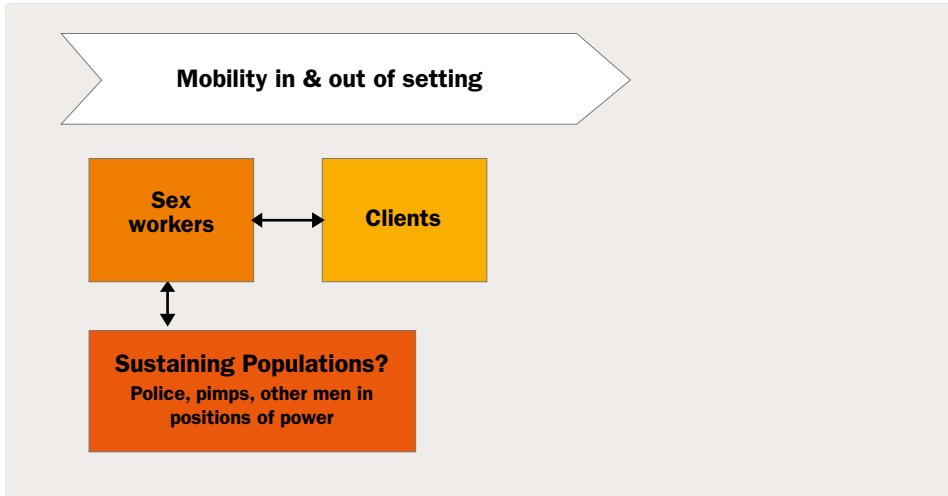 Mobility in & out of setting
Sex
workers
Clients
Sustaining Populations?
Police, pimps, other men in
positions of power